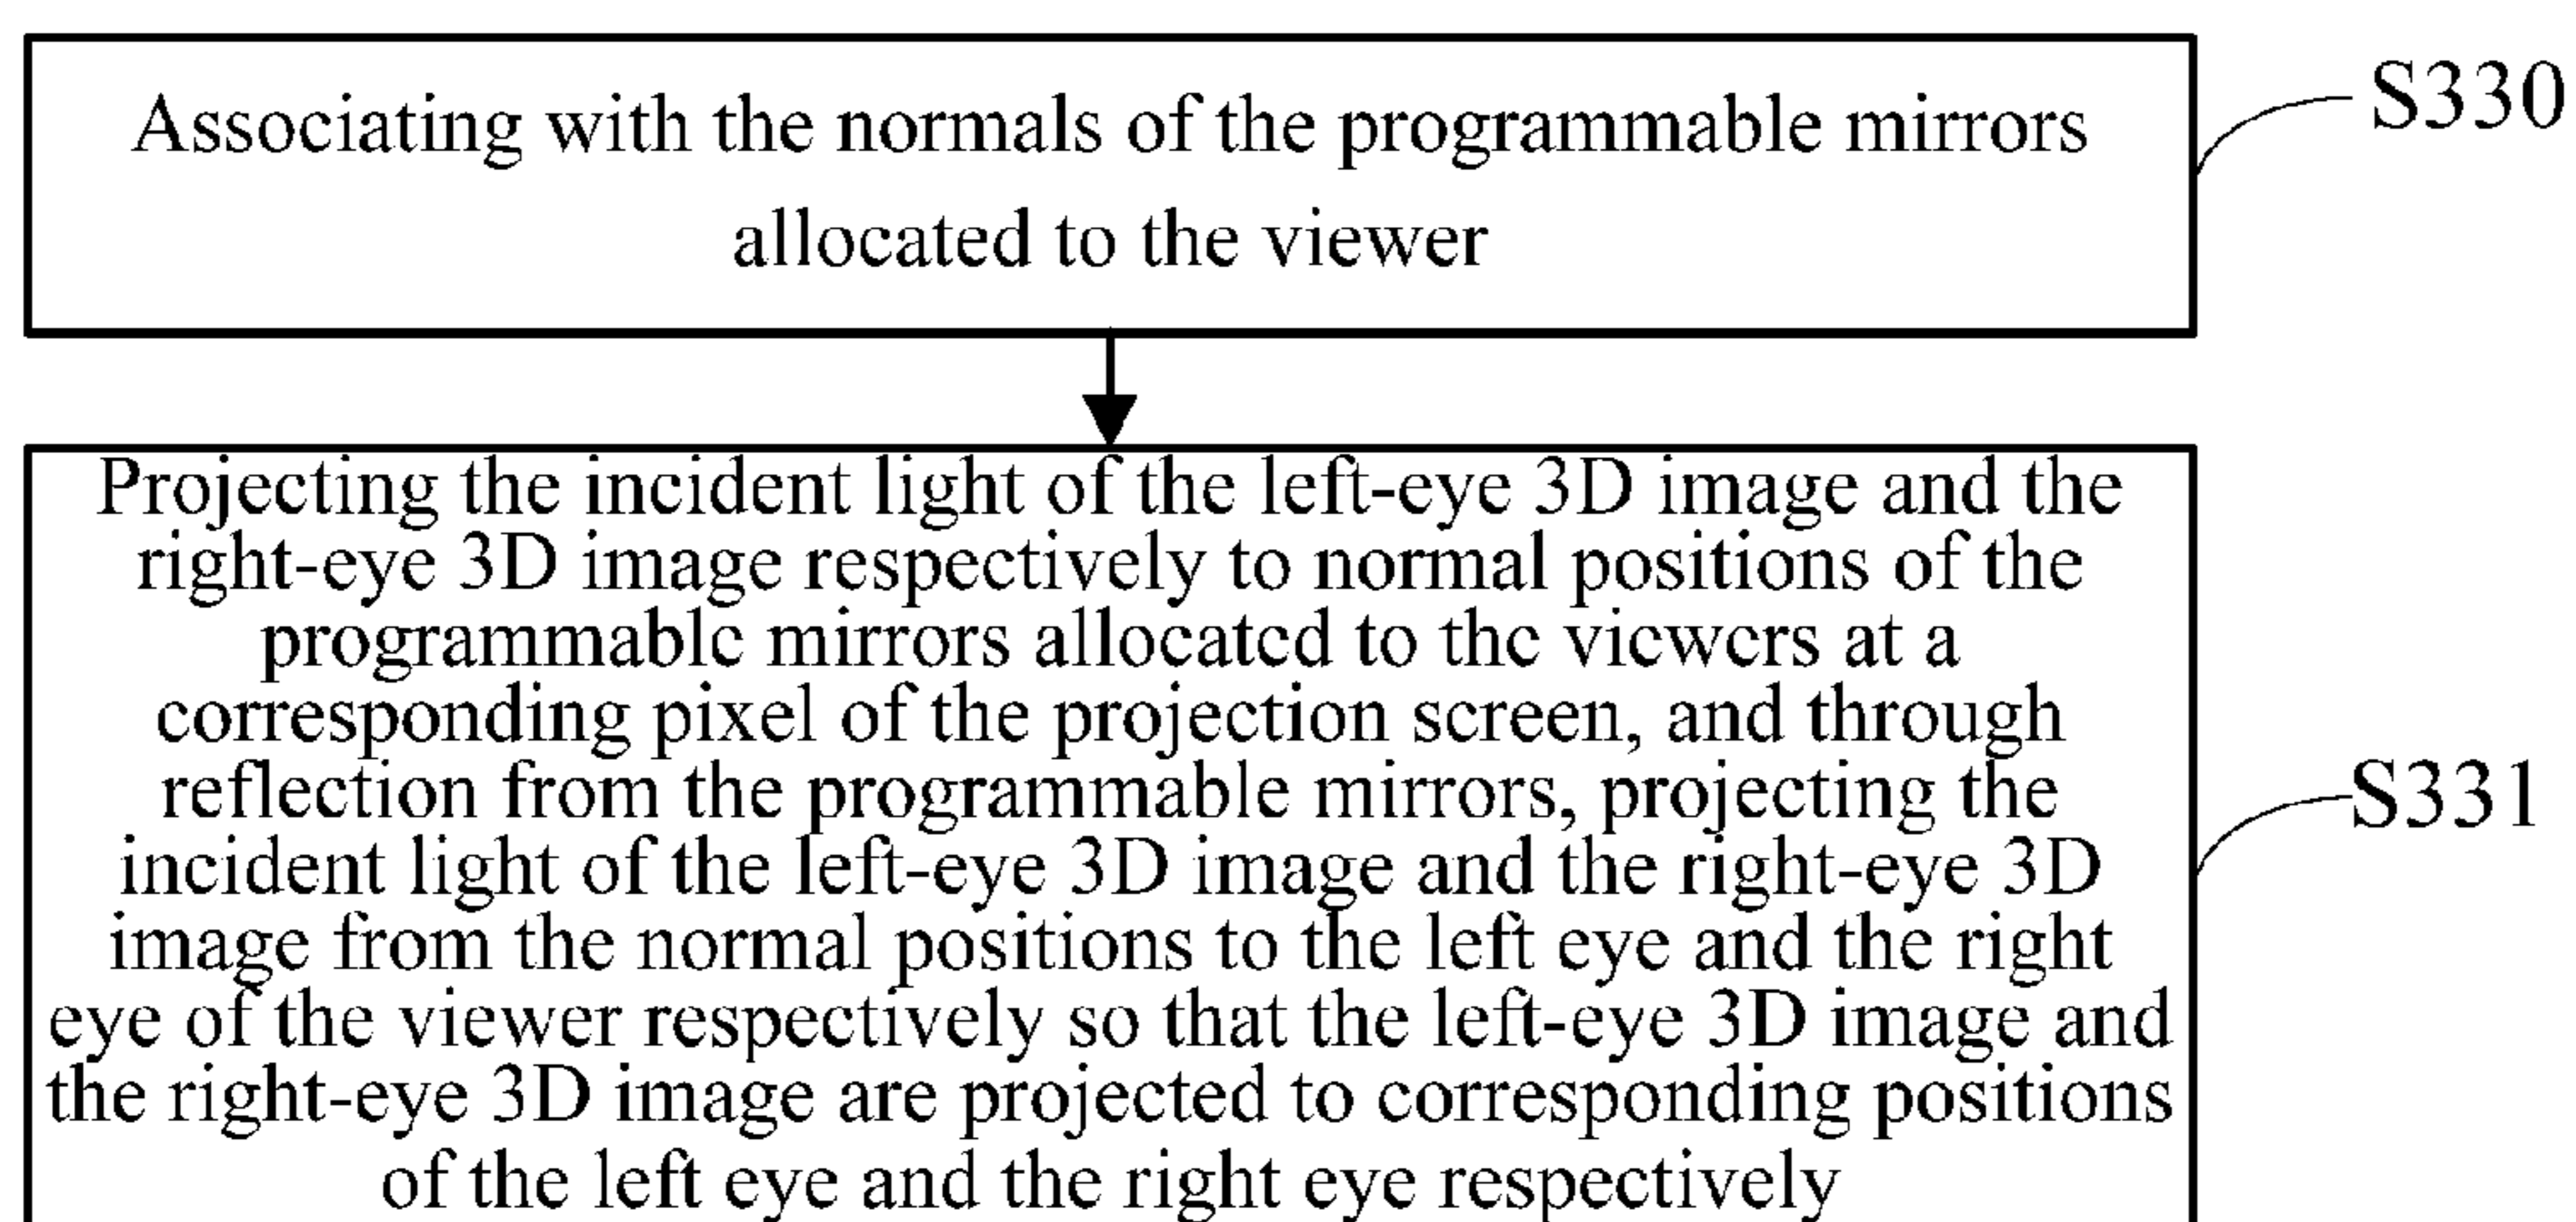 Associating with the normals of the programmable mirrors
S330
allocated to the viewer
Projecting the incident light of the left-eye 3D image and the
right-eye 3D image respectively to normal positions of the
programmable mirrors allocated to the viewers at a
corresponding pixel of the projection screen, and through
reflection from the programmable mirrors, projecting the
S331
incident light of the left-eye 3D image and the right-eye 3D
image from the normal positions to the left eye and the right
eye of the viewer respectively so that the left-eye 3D image and
the right-eye 3D image are projected to corresponding positions
of the left eye and the right eye respectively